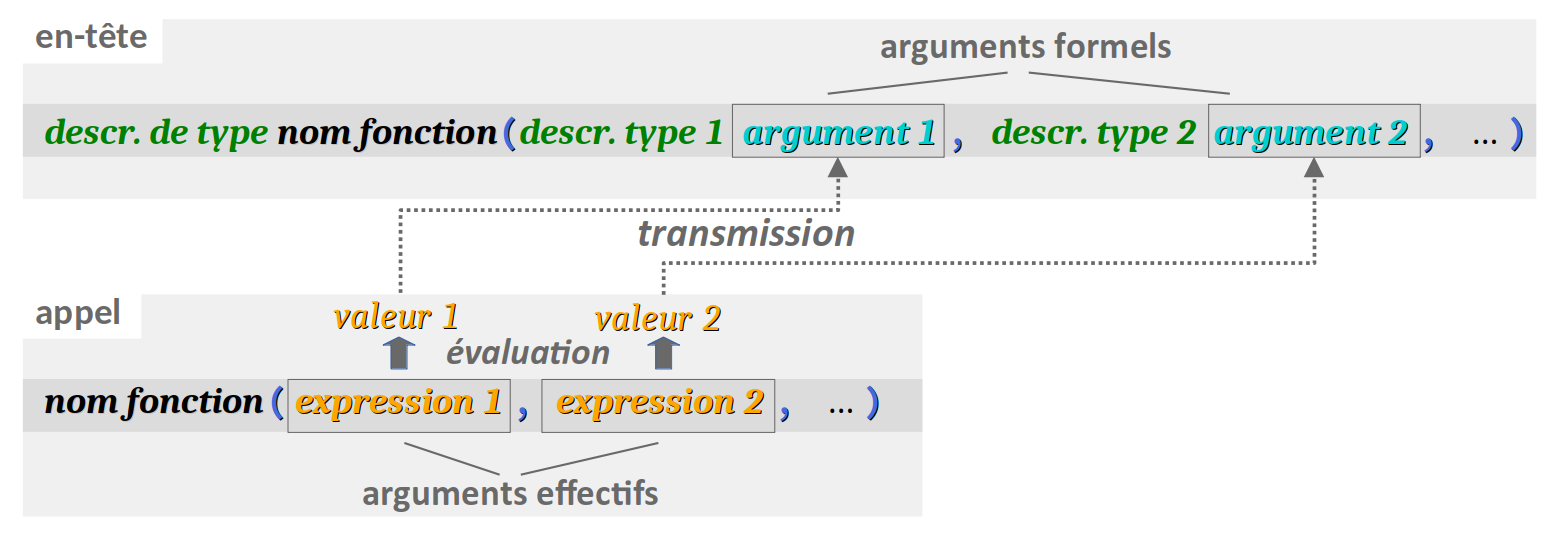 en-tête
arguments formels
descr. de type nom fonction(descr. type 1 argument 1, descr. type 2 argument 2, ... )
transmission
appel
valeur 1 valeur 2
évaluation
nom fonction(expression 1, expression 2, ... )
arguments effectifs